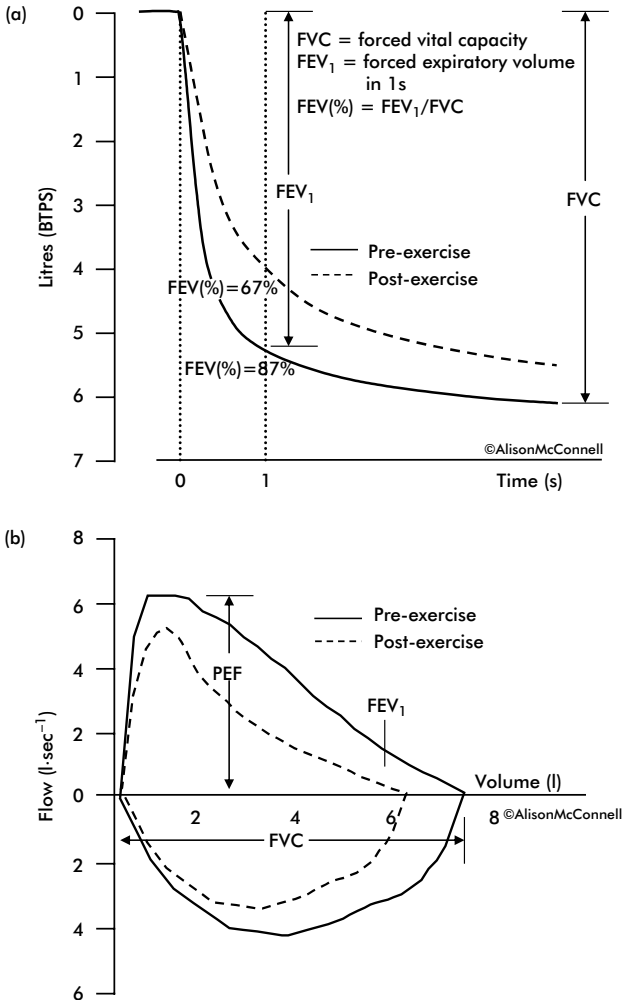 (a)
0
1
2
3
4
5
6
7
Litres (BTPS)
FVC = forced vital capacity
FEV₁ = forced expiratory volume
in 1s
FEV(%) = FEV₁/FVC
FEV₁
FVC
Pre-exercise
Post-exercise
FEV(%)=67%
FEV(%)=87%
©AlisonMcConnell
0
1
Time (s)
(b)
8
6
4
2
0
2
4
6
Flow (l·sec⁻¹)
Pre-exercise
Post-exercise
PEF
FEV₁
Volume (l)
2
4
6
8 ©AlisonMcConnell
FVC